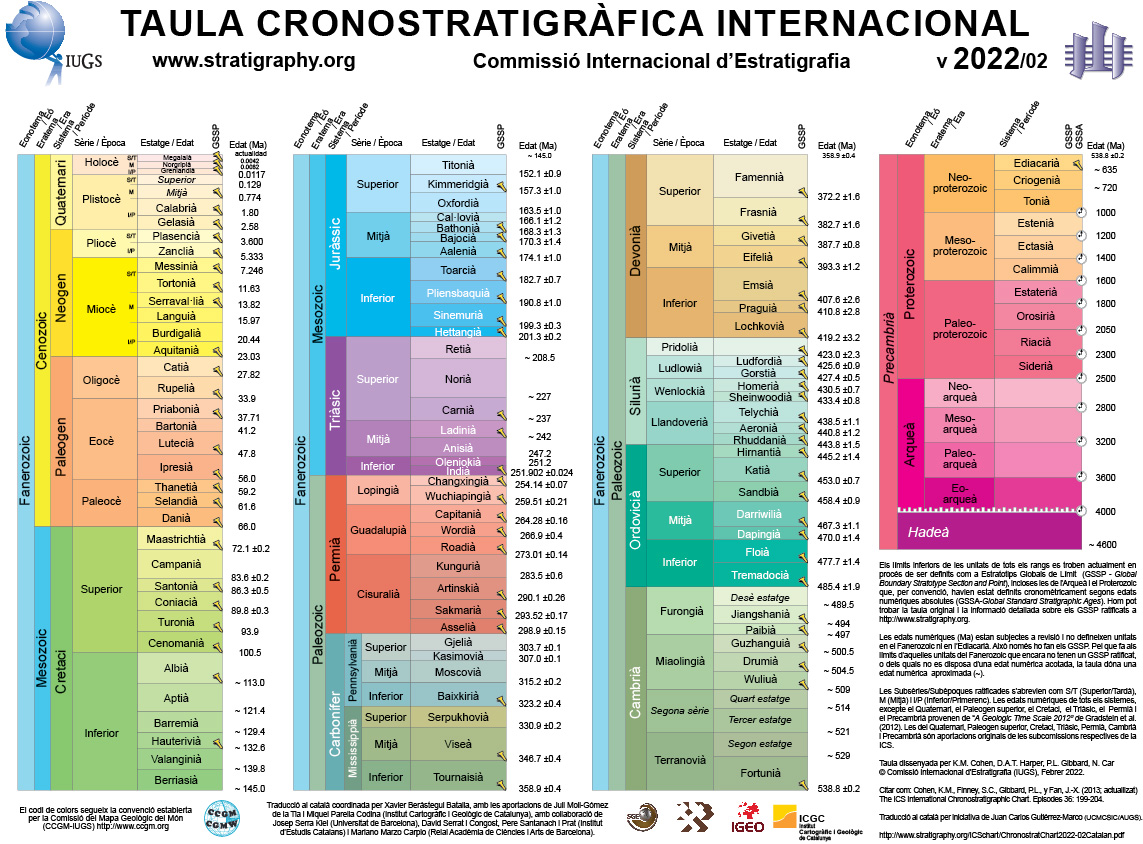 TAULA CRONOSTRATIGRÀFICA INTERNACIONAL
IUGS
www.stratigraphy.org
Commissió Internacional d'Estratigrafia
v 2022/02
Eonotema / Eó
Eratema / Era
Sistema / Període
Sèrie / Època
Estatge / Edat
GSSP
Edat (Ma)
actualidad
Fanerozoic
Cenozoic
Quaternari
Holocè
S/T
Megalaià
0.0042
M
Norgripià
0.0082
I/P
Grenlandià
0.0117
Plistocè
S/T
Superior
0.129
M
Mitjà
0.774
I/P
Calabrià
1.80
Gelasià
2.58
Neogen
Pliocè
S/T
Plasencià
3.600
I/P
Zanclià
5.333
Miocè
S/T
Messinià
7.246
Tortonià
11.63
M
Serraval·lià
13.82
Languià
15.97
I/P
Burdigalià
20.44
Aquitanià
23.03
Paleogen
Oligocè
Catià
27.82
Rupelià
33.9
Eocè
Priabonià
37.71
Bartonià
41.2
Lutecià
47.8
Ipresià
56.0
Paleocè
Thanetià
59.2
Selandià
61.6
Danià
66.0
Mesozoic
Cretaci
Superior
Maastrichtià
72.1 ±0.2
Campanià
83.6 ±0.2
Santonià
86.3 ±0.5
Coniacià
89.8 ±0.3
Turonià
93.9
Cenomanià
100.5
Inferior
Albià
~ 113.0
Aptià
~ 121.4
Barremià
~ 129.4
Hauterivià
~ 132.6
Valanginià
~ 139.8
Berriasià
~ 145.0
Eonotema / Eó
Eratema / Era
Sistema / Període
Sèrie / Època
Estatge / Edat
GSSP
Edat (Ma)
~ 145.0
Fanerozoic
Mesozoic
Juràssic
Superior
Titonià
152.1 ±0.9
Kimmeridgià
157.3 ±1.0
Oxfordià
163.5 ±1.0
Mitjà
Cal·lovià
166.1 ±1.2
Bathonià
168.3 ±1.3
Bajocià
170.3 ±1.4
Aalenià
174.1 ±1.0
Inferior
Toarcià
182.7 ±0.7
Pliensbaquià
190.8 ±1.0
Sinemurià
199.3 ±0.3
Hettangià
201.3 ±0.2
Triàsic
Superior
Retià
~ 208.5
Norià
~ 227
Carnià
~ 237
Mitjà
Ladinià
~ 242
Anisià
247.2
Inferior
Oleniokià
251.2
Índia
251.902 ±0.024
Paleozoic
Permià
Lopingià
Changxingià
254.14 ±0.07
Wuchiapingià
259.51 ±0.21
Guadalupià
Capitanià
264.28 ±0.16
Wordià
266.9 ±0.4
Roadià
273.01 ±0.14
Cisuralià
Kungurià
283.5 ±0.6
Artinskià
290.1 ±0.26
Sakmarià
293.52 ±0.17
Asselià
298.9 ±0.15
Carbonífer
Pennsylvanià
Superior
Gjelià
303.7 ±0.1
Kasimovià
307.0 ±0.1
Mitjà
Moscovià
315.2 ±0.2
Inferior
Baixkirià
323.2 ±0.4
Mississippià
Superior
Serpukhovià
330.9 ±0.2
Mitjà
Viseà
346.7 ±0.4
Inferior
Tournaisià
358.9 ±0.4
Eonotema / Eó
Eratema / Era
Sistema / Període
Sèrie / Època
Estatge / Edat
GSSP
Edat (Ma)
358.9 ±0.4
Fanerozoic
Paleozoic
Devonià
Superior
Famennià
372.2 ±1.6
Frasnià
382.7 ±1.6
Mitjà
Givetià
387.7 ±0.8
Eifelià
393.3 ±1.2
Inferior
Emsià
407.6 ±2.6
Praguià
410.8 ±2.8
Lochkovià
419.2 ±3.2
Silurià
Pridolià
423.0 ±2.3
Ludlowià
Ludfordià
425.6 ±0.9
Gorstià
427.4 ±0.5
Wenlockià
Homerià
430.5 ±0.7
Sheinwoodià
433.4 ±0.8
Llandoverià
Telychià
438.5 ±1.1
Aeronià
440.8 ±1.2
Rhuddanià
443.8 ±1.5
Ordovicià
Superior
Hirnantià
445.2 ±1.4
Katià
453.0 ±0.7
Sandbià
458.4 ±0.9
Mitjà
Darriwilià
467.3 ±1.1
Dapingià
470.0 ±1.4
Inferior
Floià
477.7 ±1.4
Tremadocià
485.4 ±1.9
Cambrià
Furongià
Desè estatge
~ 489.5
Jiangshanià
~ 494
Paibià
~ 497
Miaolingià
Guzhanguià
~ 500.5
Drumià
~ 504.5
Wuliuà
~ 509
Segona sèrie
Quart estatge
~ 514
Tercer estatge
~ 521
Terranovià
Segon estatge
~ 529
Fortunià
538.8 ±0.2
Eonotema / Eó
Eratema / Era
Sistema / Període
GSSP
GSSA
Edat (Ma)
538.8 ±0.2
Precambrià
Proterozoic
Neo-
proterozoic
Ediacarià
~ 635
Criogenià
~ 720
Tonià
1000
Meso-
proterozoic
Estenià
1200
Ectasià
1400
Calimmià
1600
Paleo-
proterozoic
Estaterià
1800
Orosirià
2050
Riacià
2300
Siderià
2500
Arqueà
Neo-
arqueà
2800
Meso-
arqueà
3200
Paleo-
arqueà
3600
Eo-
arqueà
4000
Hadeà
~ 4600
Els límits inferiors de les unitats de tots els rangs es troben actualment en
procés de ser definits com a Estratotips Globals de Límit (GSSP - Global
Boundary Stratotype Section and Point), incloses les de l'Arqueà i el Proterozoic
que, per convenció, havien estat definits cronomètricament segons edats
numèriques absolutes (GSSA-Global Standard Stratigraphic Ages). Hom pot
trobar la taula original i la informació detallada sobre els GSSP ratificats a
http://www.stratigraphy.org.
Les edats numèriques (Ma) estan subjectes a revisió i no defineixen unitats
en el Fanerozoic ni en l'Ediacarià. Això només ho fan els GSSP. Pel que fa als
límits d'aquelles unitats del Fanerozoic que encara no tenen un GSSP ratificat,
o dels quals no es disposa d'una edat numèrica acotada, la taula dóna una
edat numèrica aproximada (~).
Les Subsèries/Subèpoques ratificades s'abrevien com S/T (Superior/Tardà),
M (Mitjà) i I/P (Inferior/Primerenc). Les edats numèriques de tots els sistemes,
excepte el Quaternari, el Paleogen superior, el Cretaci, el Triàsic, el Permià i
el Precambrià provenen de "A Geologic Time Scale 2012" de Gradstein et al.
(2012). Les del Quaternari, Paleogen superior, Cretaci, Triàsic, Permià, Cambrià
i Precambrià són aportacions originals de les subcomissions respectives de la
ICS.
Taula dissenyada per K.M. Cohen, D.A.T. Harper, P.L. Gibbard, N. Car
© Comissió Internacional d'Estratigrafia (IUGS), Febrer 2022.
Citar com: Cohen, K.M., Finney, S.C., Gibbard, P.L., y Fan, J.-X. (2013; actualitzat)
The ICS International Chronostratigraphic Chart. Episodes 36: 199-204.
Traducció al català per iniciativa de Juan Carlos Gutiérrez-Marco (UCMCSIC/IAUGS).
http://www.stratigraphy.org/ICSchart/ChronostratChart2022-02Catalan.pdf
El codi de colors segueix la convenció establerta
per la Comissió del Mapa Geològic del Món
(CCGM-IUGS) http://www ccgm.org
CCGM
CGMW
Traducció al català coordinada per Xavier Berástegui Batalla, amb les aportacions de Juli Moli-Gómez
de la Tia i Miquel Parella Codina (Institut Cartogràfic i Geològic de Catalunya), amb col·laboració de
Josep Serra Kiel (Universitat de Barcelona), David Serrat i Congost, Pere Santanach i Prat (Institut
d'Estudis Catalans) i Mariano Marzo Carpio (Reial Acadèmia de Ciències i Arts de Barcelona).
SGE
IGEO
ICGC
Institut
Cartogràfic i Geològic
de Catalunya